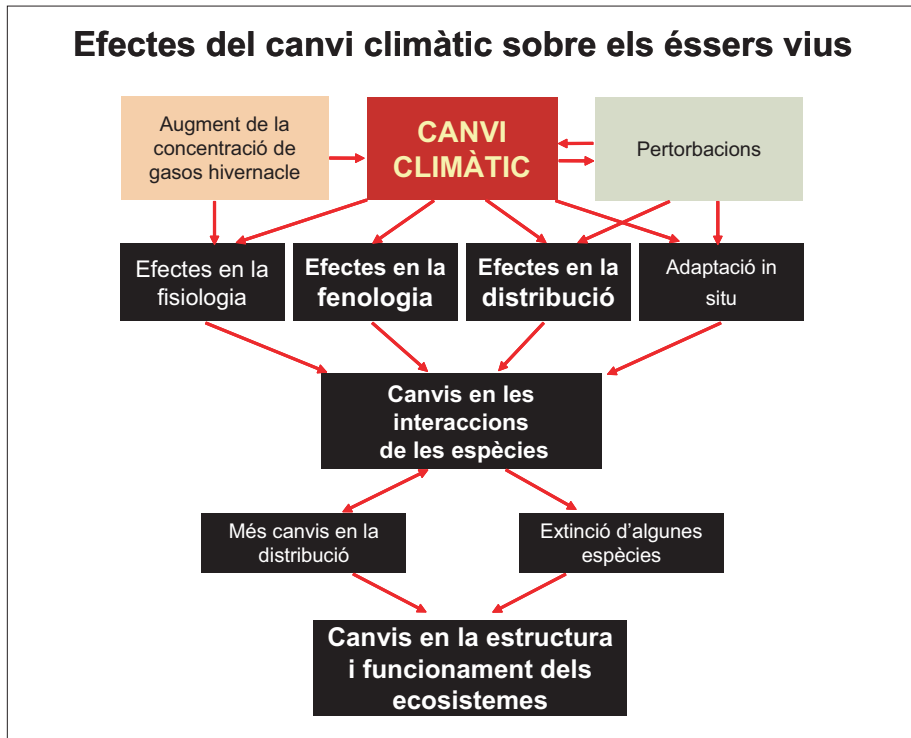 Efectes del canvi climàtic sobre els éssers vius
Augment de la
concentració de
gasos hivernacle
CANVI
CLIMÀTIC
Pertorbacions
Efectes en la
fisiologia
Efectes en la
fenologia
Efectes en la
distribució
Adaptació in
situ
Canvis en les
interaccions
de les espècies
Més canvis en la
distribució
Extinció d’algunes
espècies
Canvis en la estructura
i funcionament dels
ecosistemes